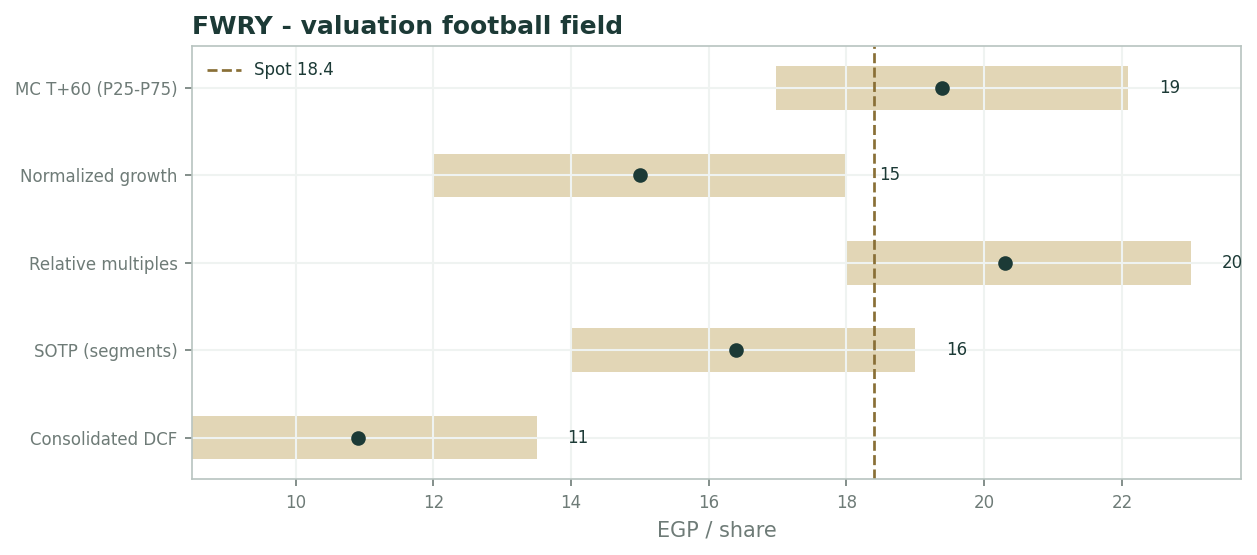 FWRY - valuation football field
Spot 18.4
MC T+60 (P25-P75)
19
Normalized growth
15
Relative multiples
20
SOTP (segments)
16
Consolidated DCF
11
10 12 14 16 18 20 22
EGP / share